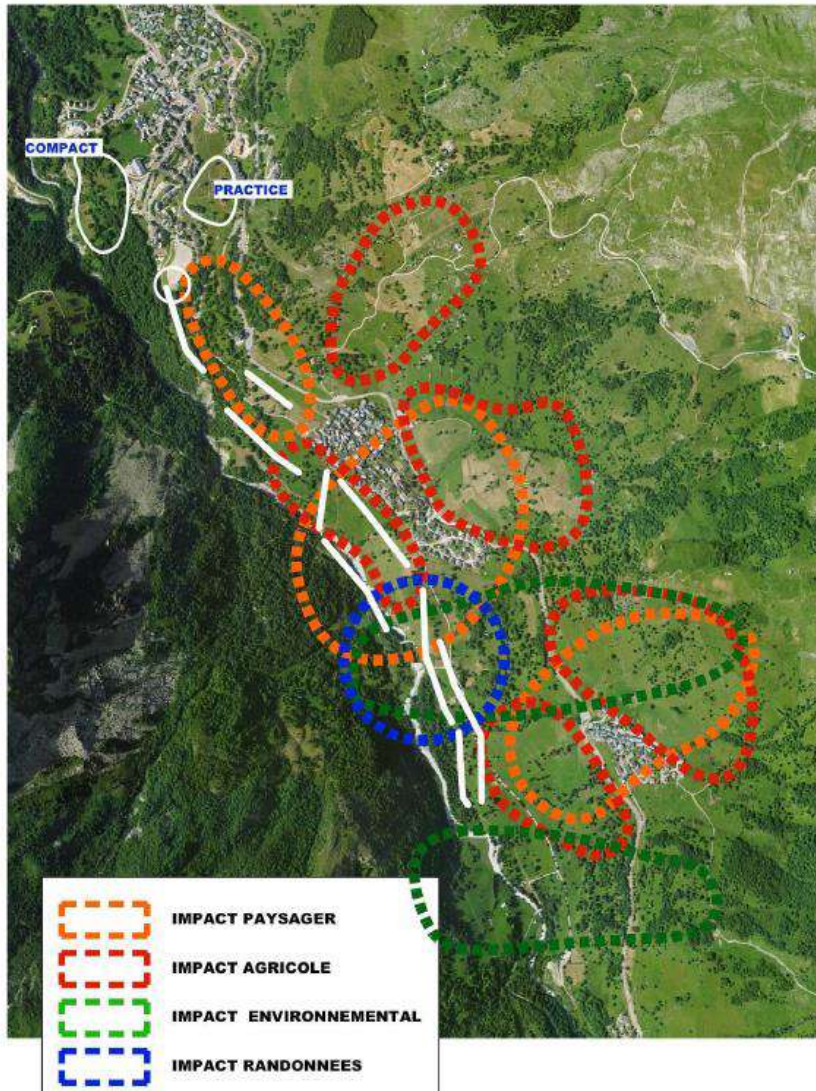 COMPACT
PRACTICE
IMPACT PAYSAGER
IMPACT AGRICOLE
IMPACT ENVIRONNEMENTAL
IMPACT RANDONNEES